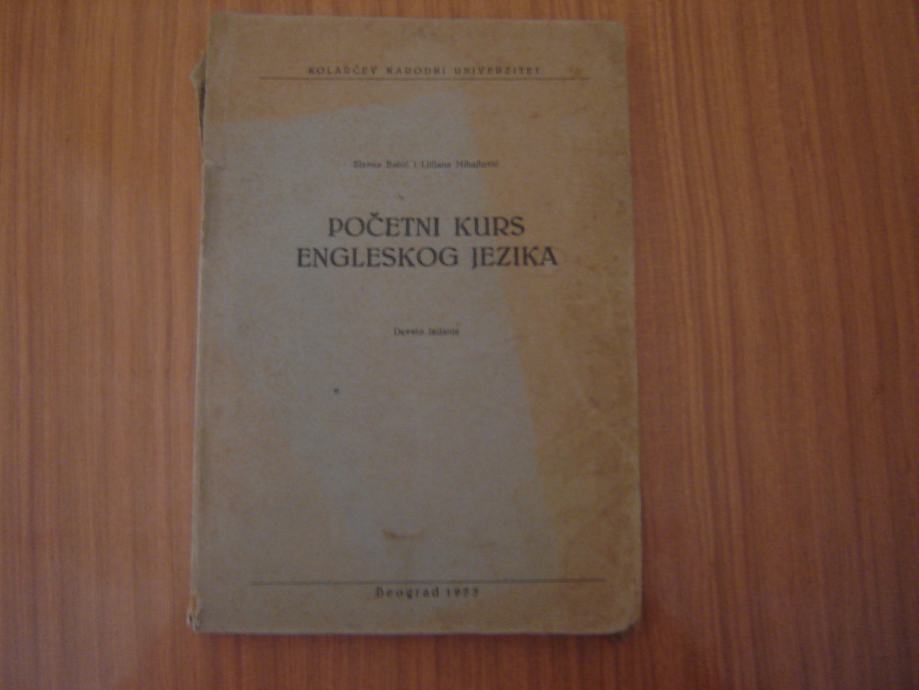 KOLARČEV NARODNI UNIVERZITET
Slavna Babić i Ljiljana Mihajlović
POČETNI KURS
ENGLESKOG JEZIKA
Deveto izdanje
Beograd